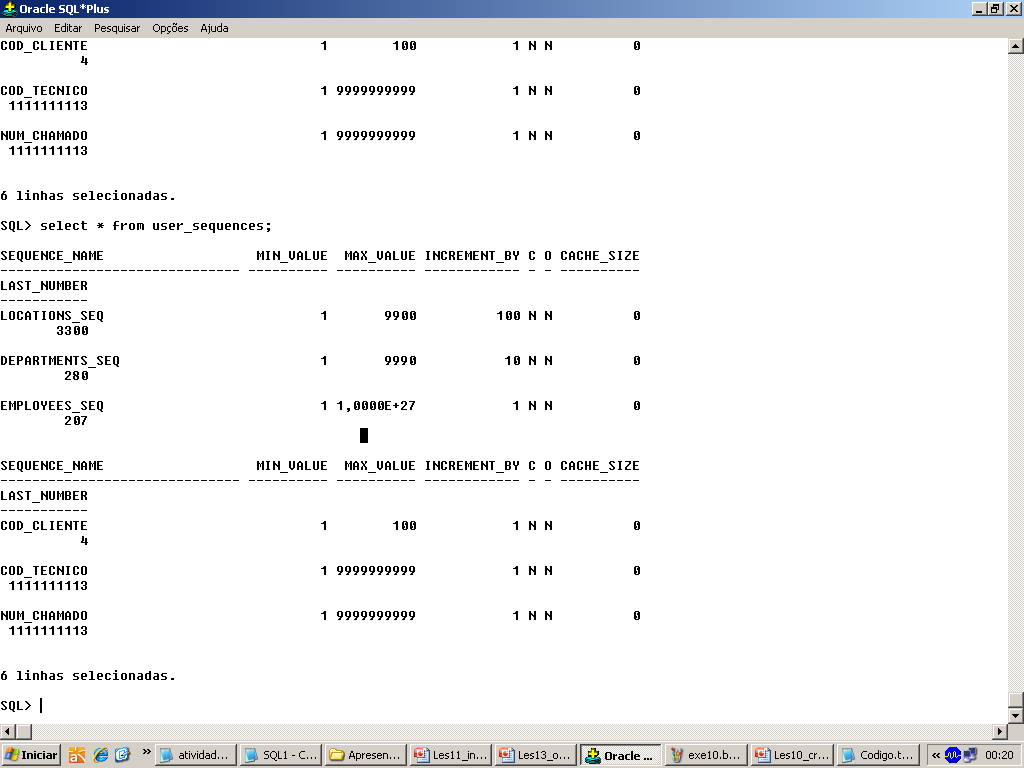 Oracle SQL*Plus
Arquivo Editar Pesquisar Opções Ajuda
COD_CLIENTE 1 100 1 N N 0
4
COD_TECNICO 1 9999999999 1 N N 0
1111111113
NUM_CHAMADO 1 9999999999 1 N N 0
1111111113
6 linhas selecionadas.
SQL> select * from user_sequences;
SEQUENCE_NAME MIN_VALUE MAX_VALUE INCREMENT_BY C O CACHE_SIZE
------------------------------ ---------- ---------- ------------ - - ----------
LAST_NUMBER
-----------
LOCATIONS_SEQ 1 9900 100 N N 0
3300
DEPARTMENTS_SEQ 1 9990 10 N N 0
280
EMPLOYEES_SEQ 1 1,0000E+27 1 N N 0
207
SEQUENCE_NAME MIN_VALUE MAX_VALUE INCREMENT_BY C O CACHE_SIZE
------------------------------ ---------- ---------- ------------ - - ----------
LAST_NUMBER
-----------
COD_CLIENTE 1 100 1 N N 0
4
COD_TECNICO 1 9999999999 1 N N 0
1111111113
NUM_CHAMADO 1 9999999999 1 N N 0
1111111113
6 linhas selecionadas.
SQL>
Iniciar » atividad... SQL1 - C... Apresen... Les11_in... Les13_o... Oracle ... exe10.b... Les10_cr... Codigo.t... « 00:20